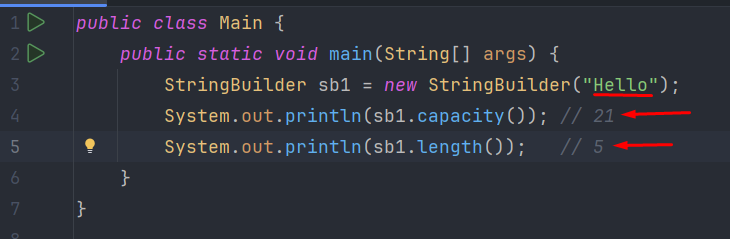 1 public class Main {
2 public static void main(String[] args) {
3 StringBuilder sb1 = new StringBuilder("Hello");
4 System.out.println(sb1.capacity()); // 21
5 System.out.println(sb1.length()); // 5
6 }
7 }
8